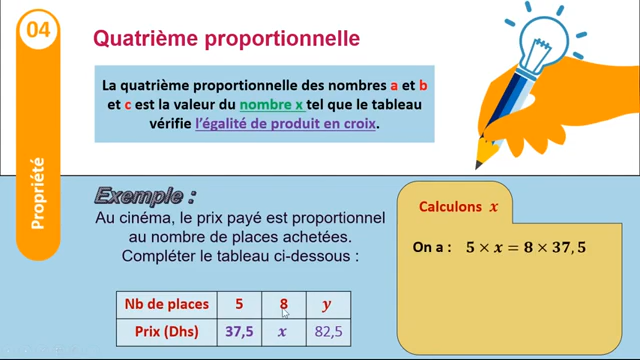 04
Quatrième proportionnelle
La quatrième proportionnelle des nombres a et b
et c est la valeur du nombre x tel que le tableau
vérifie l'égalité de produit en croix.
Propriété
Exemple :
Au cinéma, le prix payé est proportionnel
au nombre de places achetées.
Compléter le tableau ci-dessous :
Nb de places 5 8 y
Prix (Dhs) 37,5 x 82,5
Calculons x
On a : 5 × x = 8 × 37,5